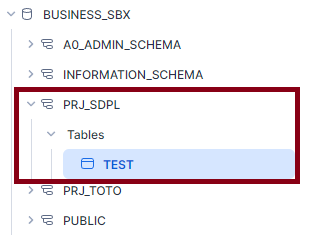 BUSINESS_SBX
A0_ADMIN_SCHEMA
INFORMATION_SCHEMA
PRJ_SDPL
Tables
TEST
PRJ_TOTO
PUBLIC